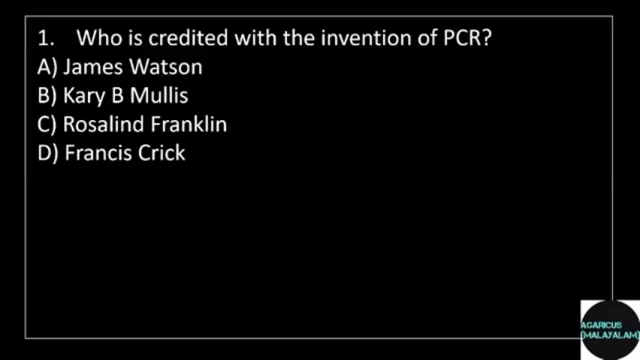 1. Who is credited with the invention of PCR?
A) James Watson
B) Kary B Mullis
C) Rosalind Franklin
D) Francis Crick
AGARICUS
(MALAYALAM)